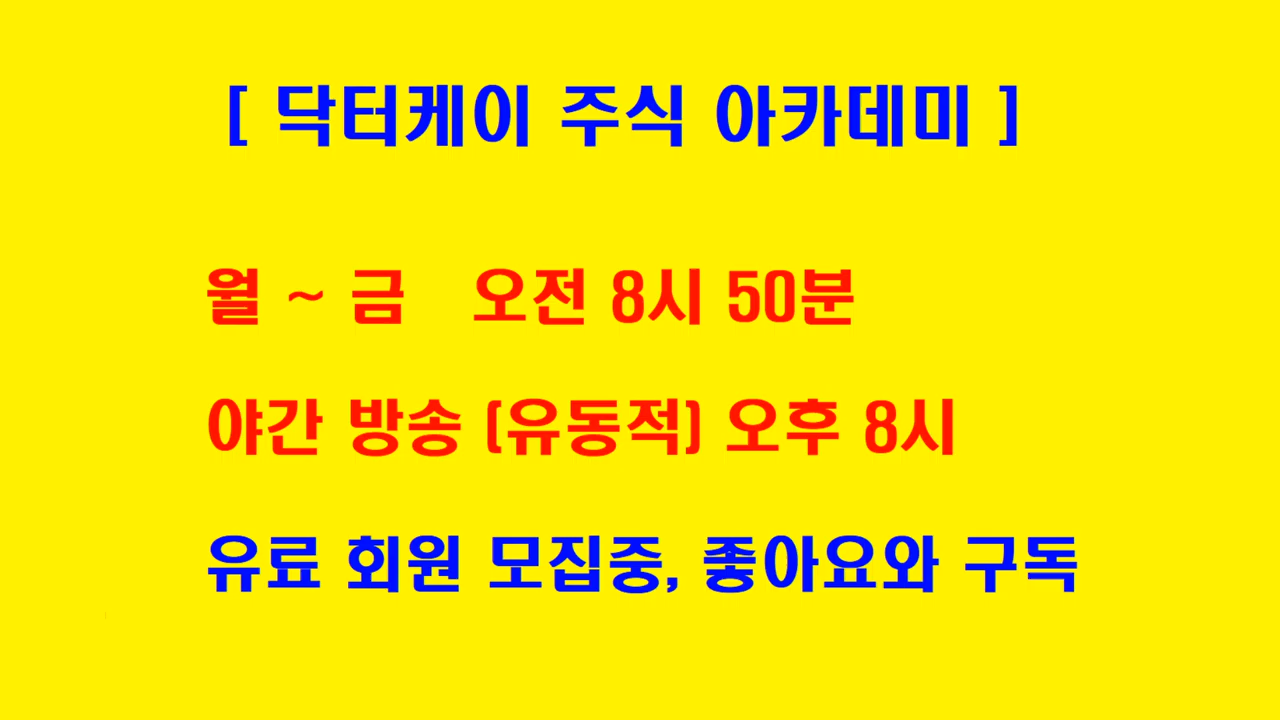 [ 닥터케이 주식 아카데미 ]
월 ~ 금 오전 8시 50분
야간 방송 (유동적) 오후 8시
유료 회원 모집중, 좋아요와 구독